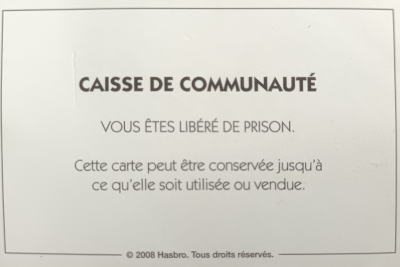 CAISSE DE COMMUNAUTÉ
VOUS ÊTES LIBÉRÉ DE PRISON.
Cette carte peut être conservée jusqu'à
ce qu'elle soit utilisée ou vendue.
© 2008 Hasbro. Tous droits réservés.